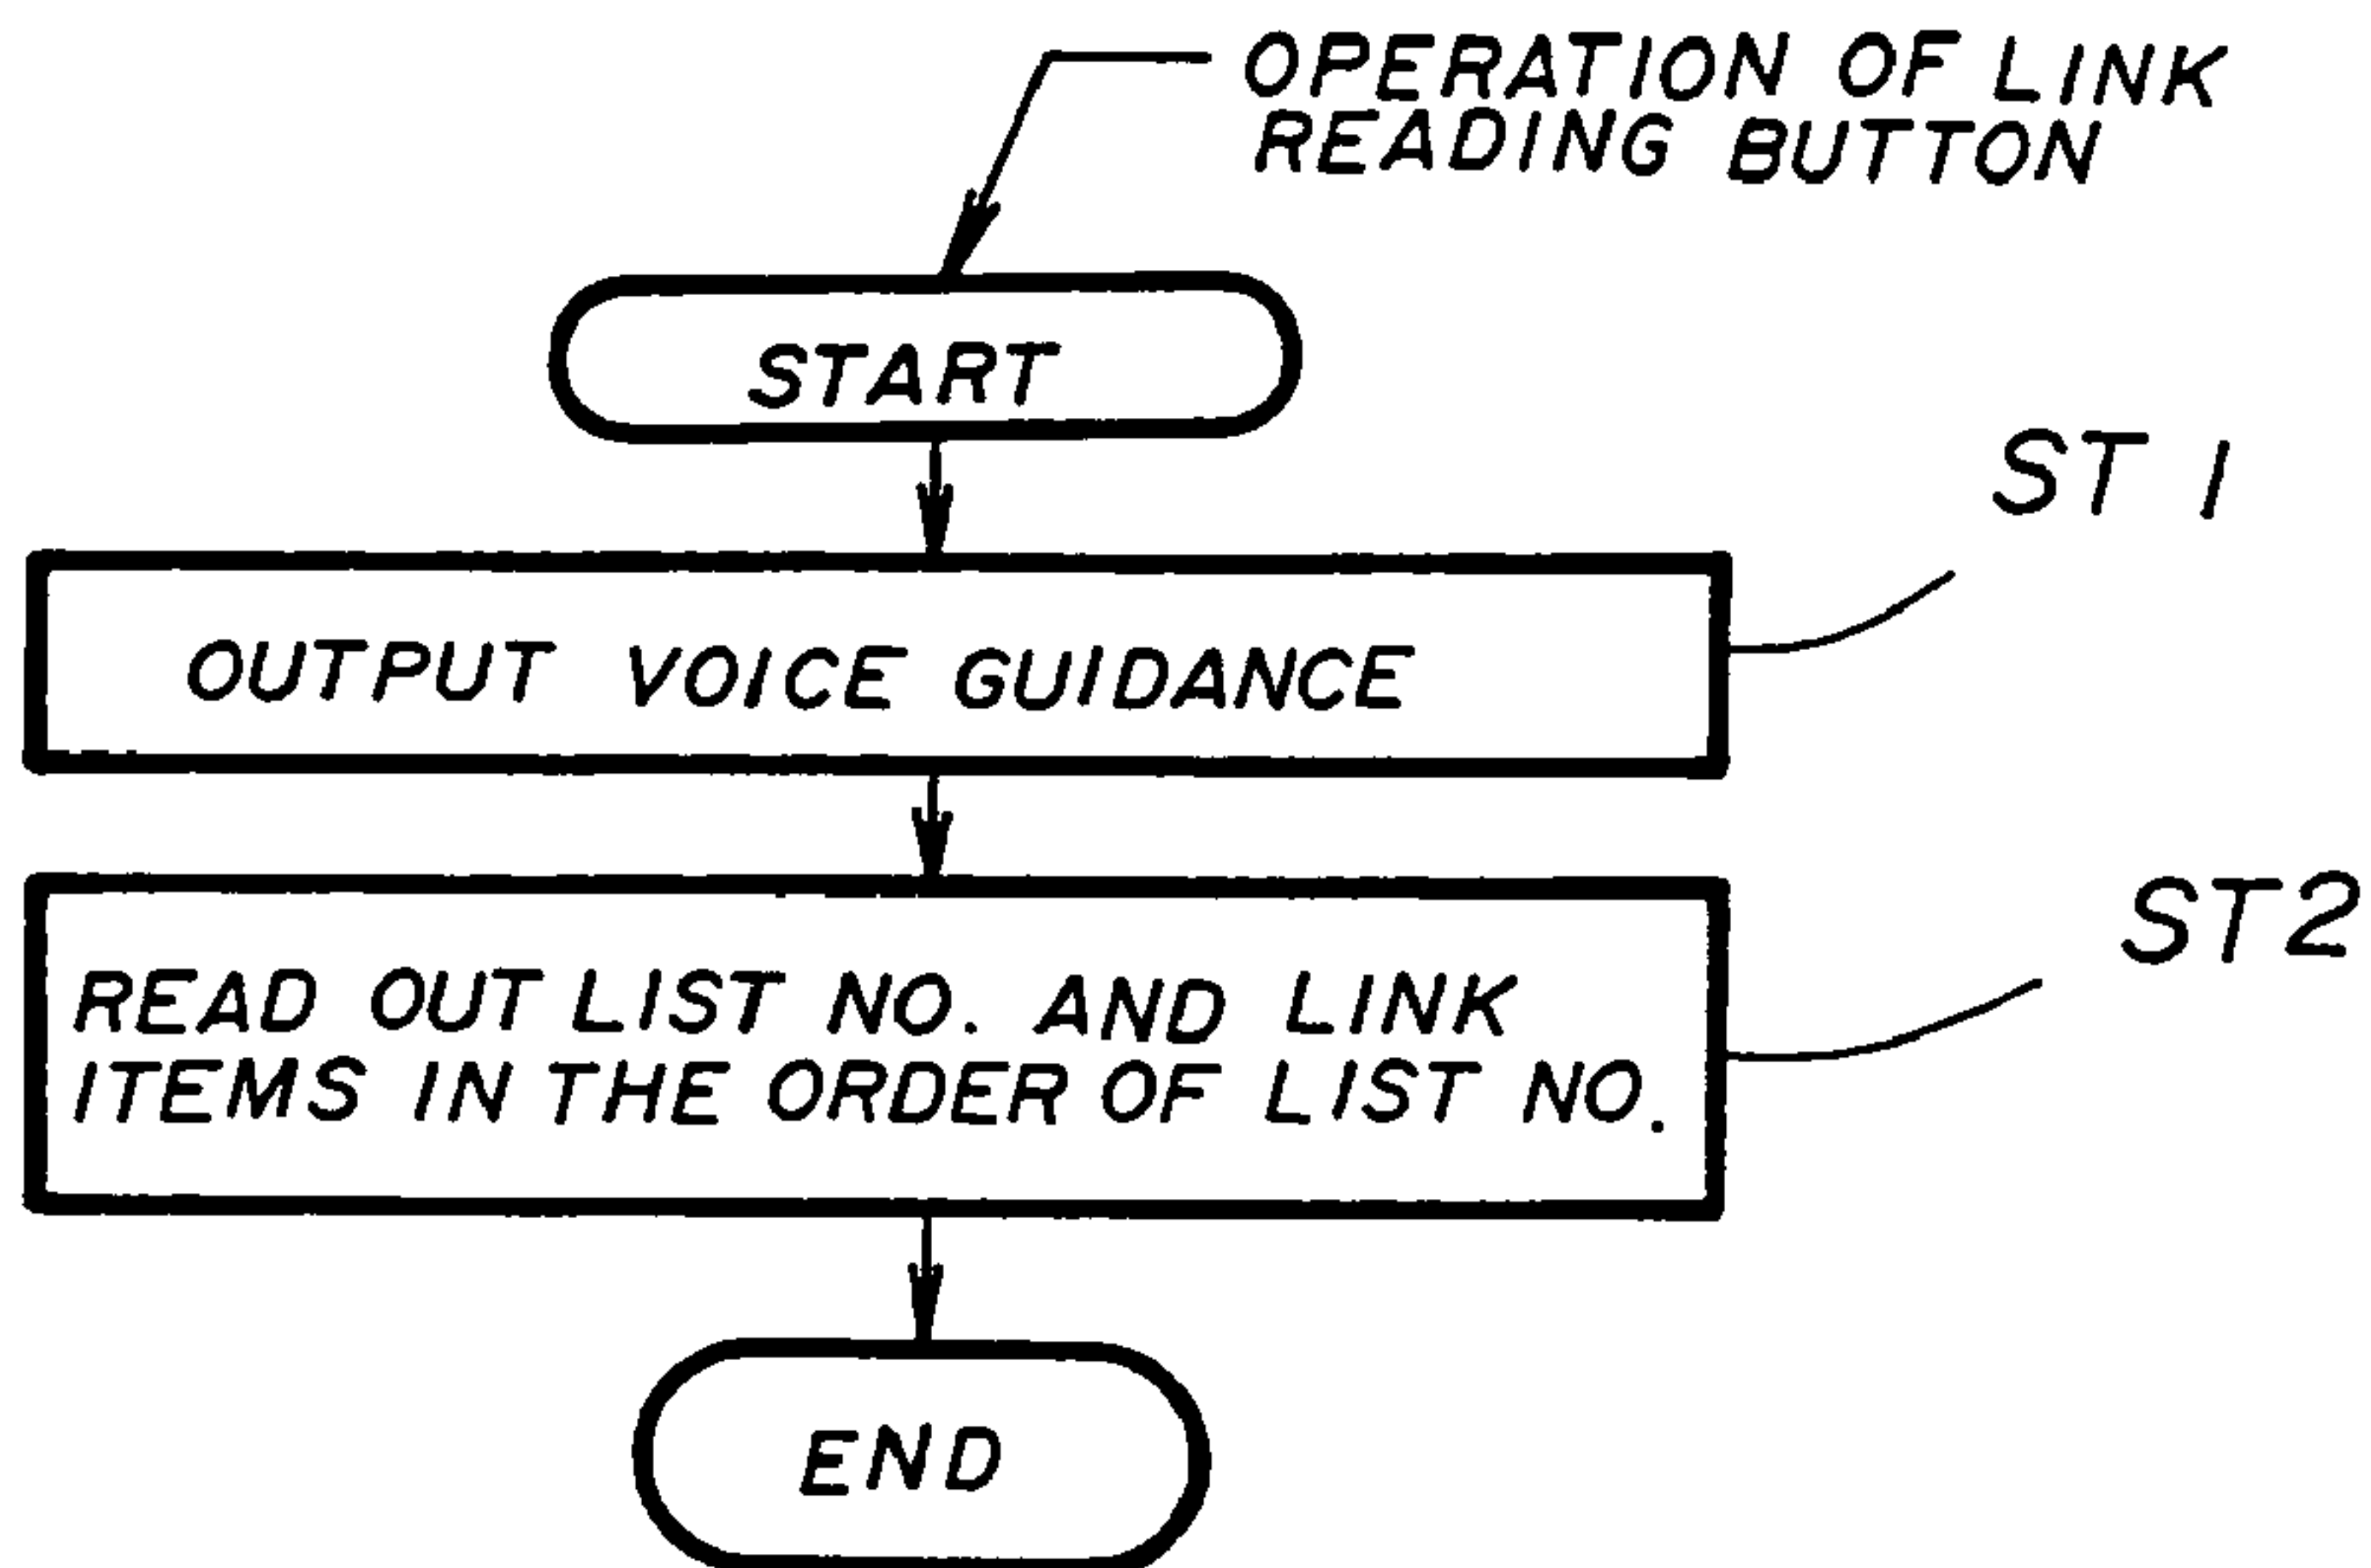 OPERATION OF LINK
READING BUTTON
START
ST 1
OUTPUT VOICE GUIDANCE
ST2
READ OUT LIST NO. AND LINK
ITEMS IN THE ORDER OF LIST NO.
END